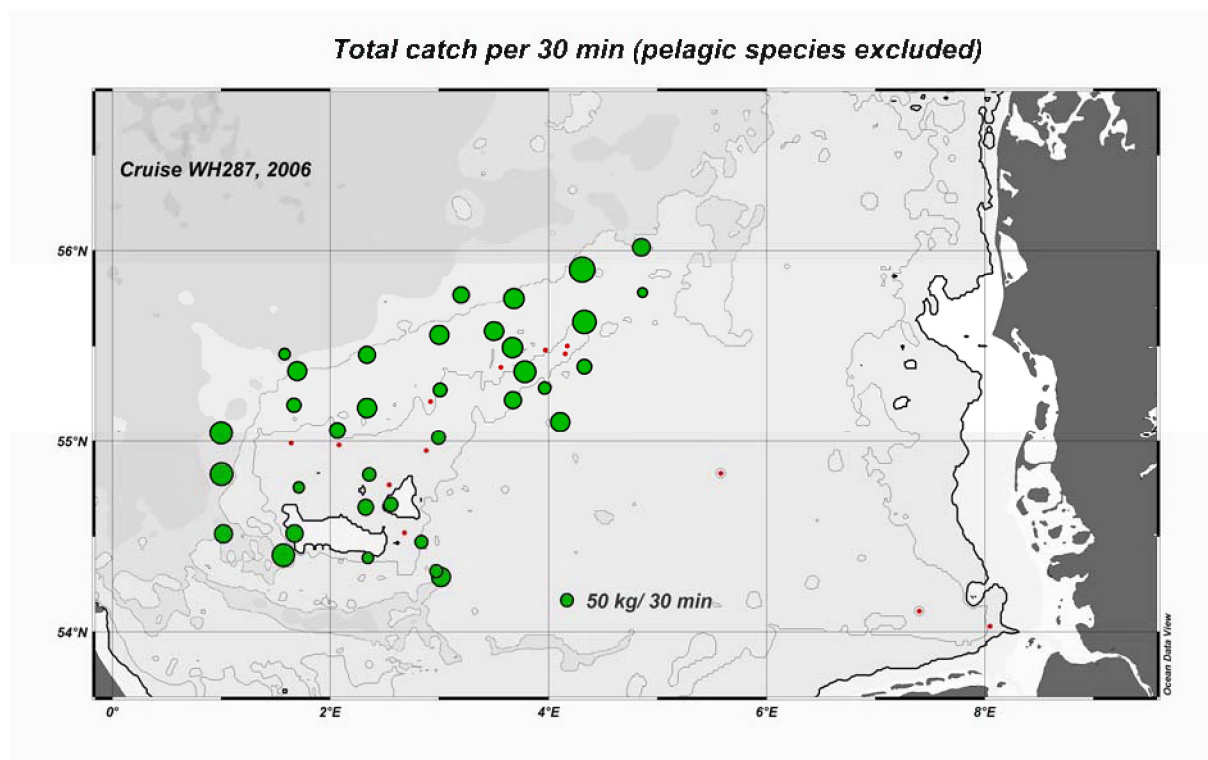 Total catch per 30 min (pelagic species excluded)
Cruise WH287, 2006
56°N
55°N
50 kg/ 30 min
54°N
Ocean Data View
0°
2°E
4°E
6°E
8°E